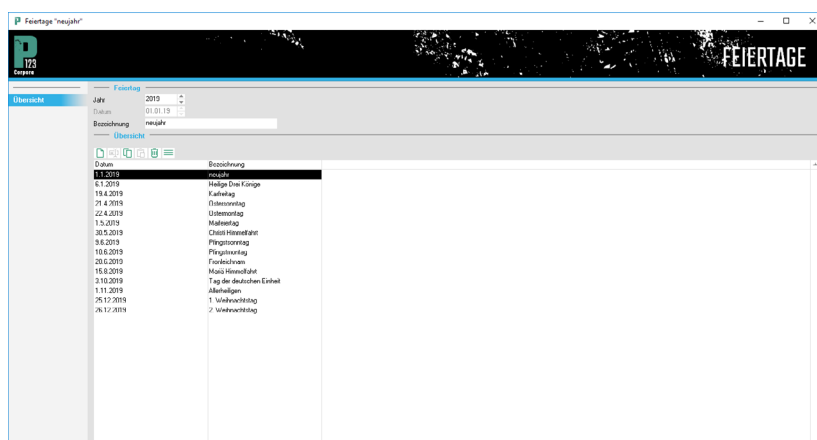 Feiertage "neujahr"
P
123
Corpora
FEIERTAGE
Übersicht
Feiertag
Jahr 2019
Datum 01.01.19
Bezeichnung neujahr
Übersicht
Datum Bezeichnung
1.1.2019 neujahr
6.1.2019 Heilige Drei Könige
19.4.2019 Karfreitag
21.4.2019 Ostersonntag
22.4.2019 Ostermontag
1.5.2019 Maifeiertag
30.5.2019 Christi Himmelfahrt
9.6.2019 Pfingstsonntag
10.6.2019 Pfingstmontag
20.6.2019 Fronleichnam
15.8.2019 Mariä Himmelfahrt
3.10.2019 Tag der deutschen Einheit
1.11.2019 Allerheiligen
25.12.2019 1. Weihnachtstag
26.12.2019 2. Weihnachtstag